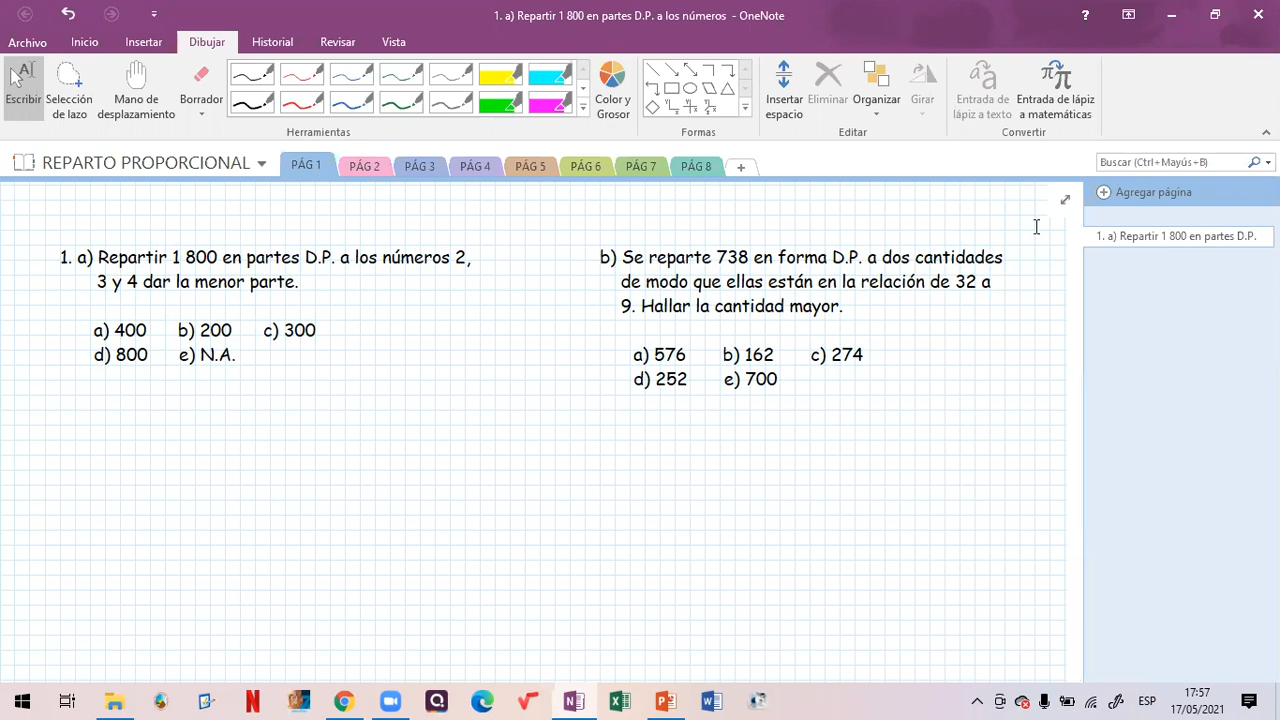 1. a) Repartir 1 800 en partes D.P. a los números - OneNote
Archivo Inicio Insertar Dibujar Historial Revisar Vista
Escribir
Selección de lazo
Mano de desplazamiento
Borrador
Color y Grosor
Insertar espacio
Eliminar
Organizar
Girar
Entrada de lápiz a texto
Entrada de lápiz a matemáticas
Herramientas Formas Editar Convertir
REPARTO PROPORCIONAL PÁG 1 PÁG 2 PÁG 3 PÁG 4 PÁG 5 PÁG 6 PÁG 7 PÁG 8
Buscar (Ctrl+Mayús+B)
Agregar página
1. a) Repartir 1 800 en partes D.P.
1. a) Repartir 1 800 en partes D.P. a los números 2,
3 y 4 dar la menor parte.
a) 400 b) 200 c) 300
d) 800 e) N.A.
b) Se reparte 738 en forma D.P. a dos cantidades
de modo que ellas están en la relación de 32 a
9. Hallar la cantidad mayor.
a) 576 b) 162 c) 274
d) 252 e) 700
ESP
17:57
17/05/2021